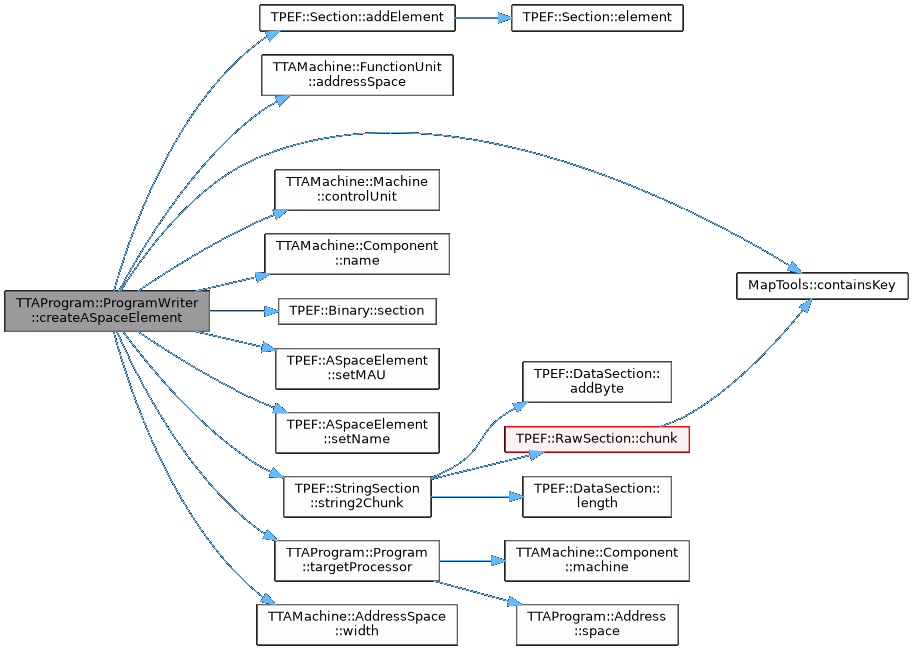 TPEF::Section::addElement
TPEF::Section::element
TTAMachine::FunctionUnit
::addressSpace
TTAMachine::Machine
::controlUnit
TTAMachine::Component
::name
MapTools::containsKey
TTAProgram::ProgramWriter
::createASpaceElement
TPEF::Binary::section
TPEF::ASpaceElement
::setMAU
TPEF::DataSection::
addByte
TPEF::ASpaceElement
::setName
TPEF::RawSection::chunk
TPEF::StringSection
::string2Chunk
TPEF::DataSection::
length
TTAProgram::Program
::targetProcessor
TTAMachine::Component
::machine
TTAMachine::AddressSpace
::width
TTAProgram::Address
::space